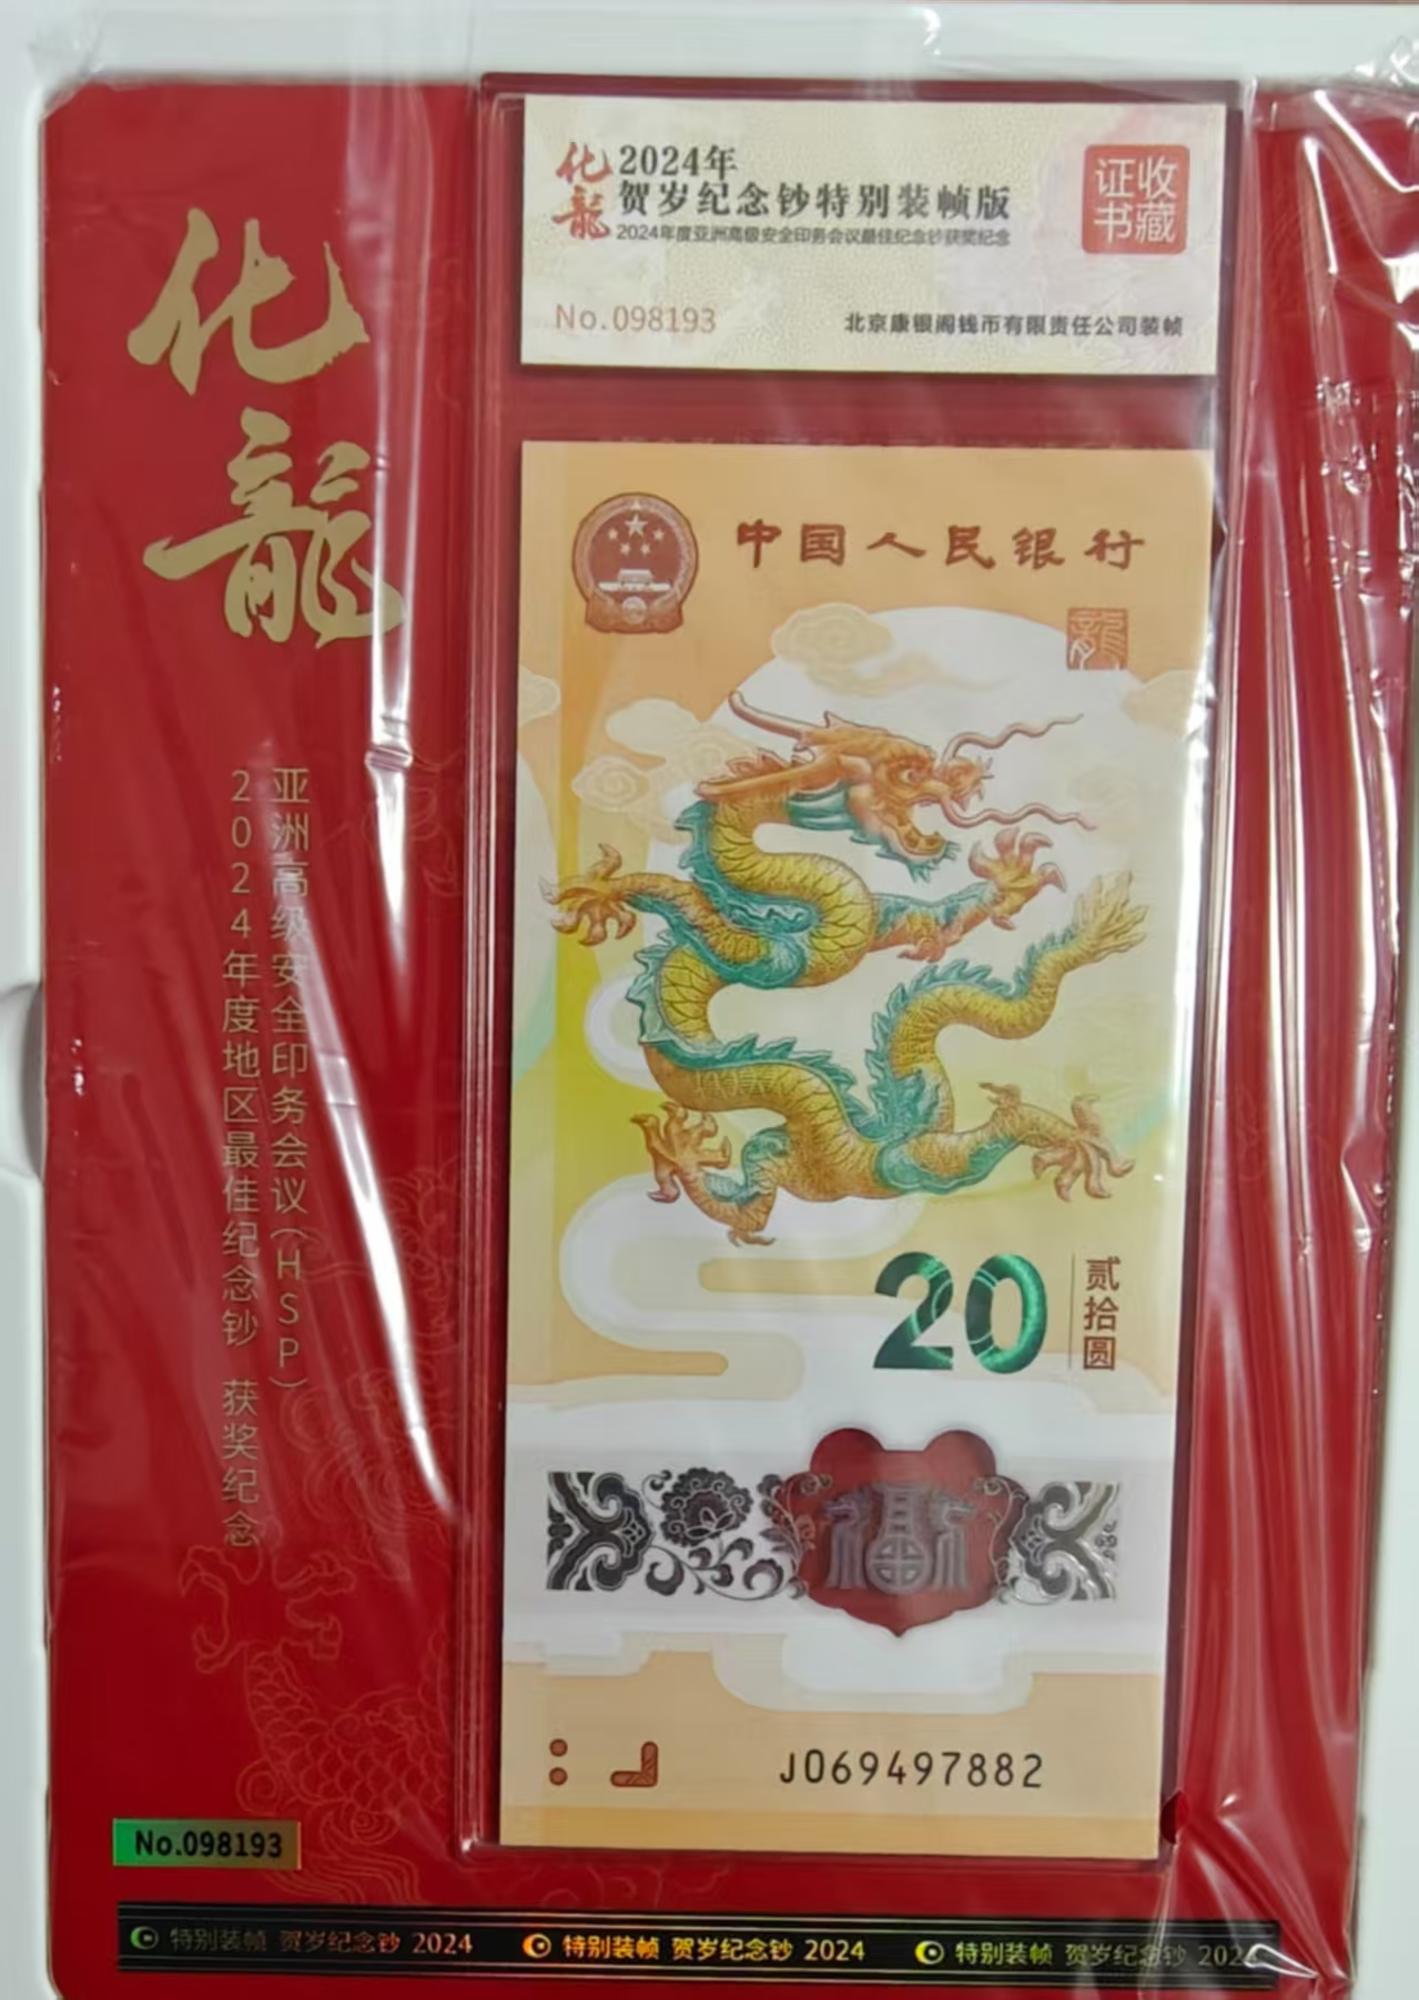 化龍
亚洲高级安全印务会议(HSP)
2024年度地区最佳纪念钞 获奖纪念
No.098193
化龍
2024年
贺岁纪念钞特别装帧版
2024年度亚洲高级安全印务会议最佳纪念钞获奖纪念
收藏
证书
No.098193
北京康银阁钱币有限责任公司装帧
中国人民银行
龍
20
贰拾圆
福
J069497882
特别装帧 贺岁纪念钞 2024
特别装帧 贺岁纪念钞 2024
特别装帧 贺岁纪念钞 2024